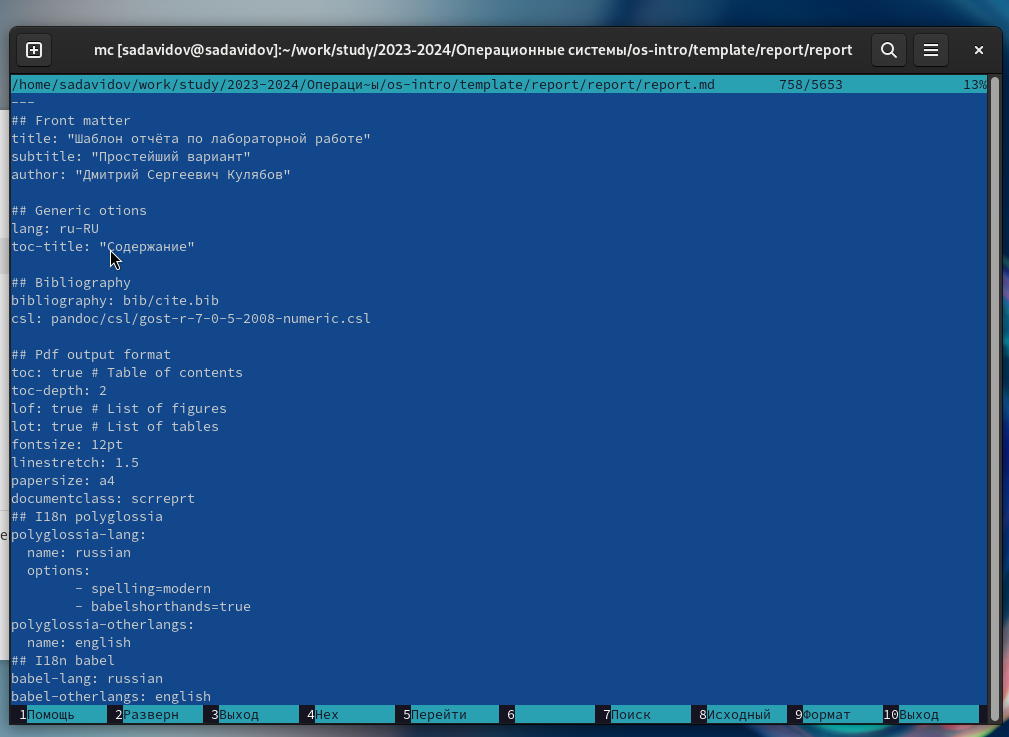 mc [sadavidov@sadavidov]:~/work/study/2023-2024/Операционные системы/os-intro/template/report/report
/home/sadavidov/work/study/2023-2024/Операци~ы/os-intro/template/report/report/report.md 758/5653 13%
---
## Front matter
title: "Шаблон отчёта по лабораторной работе"
subtitle: "Простейший вариант"
author: "Дмитрий Сергеевич Кулябов"

## Generic otions
lang: ru-RU
toc-title: "Содержание"

## Bibliography
bibliography: bib/cite.bib
csl: pandoc/csl/gost-r-7-0-5-2008-numeric.csl

## Pdf output format
toc: true # Table of contents
toc-depth: 2
lof: true # List of figures
lot: true # List of tables
fontsize: 12pt
linestretch: 1.5
papersize: a4
documentclass: scrreprt
## I18n polyglossia
polyglossia-lang:
  name: russian
  options:
        - spelling=modern
        - babelshorthands=true
polyglossia-otherlangs:
  name: english
## I18n babel
babel-lang: russian
babel-otherlangs: english
1Помощь 2Разверн 3Выход 4Hex 5Перейти 6 7Поиск 8Исходный 9Формат 10Выход